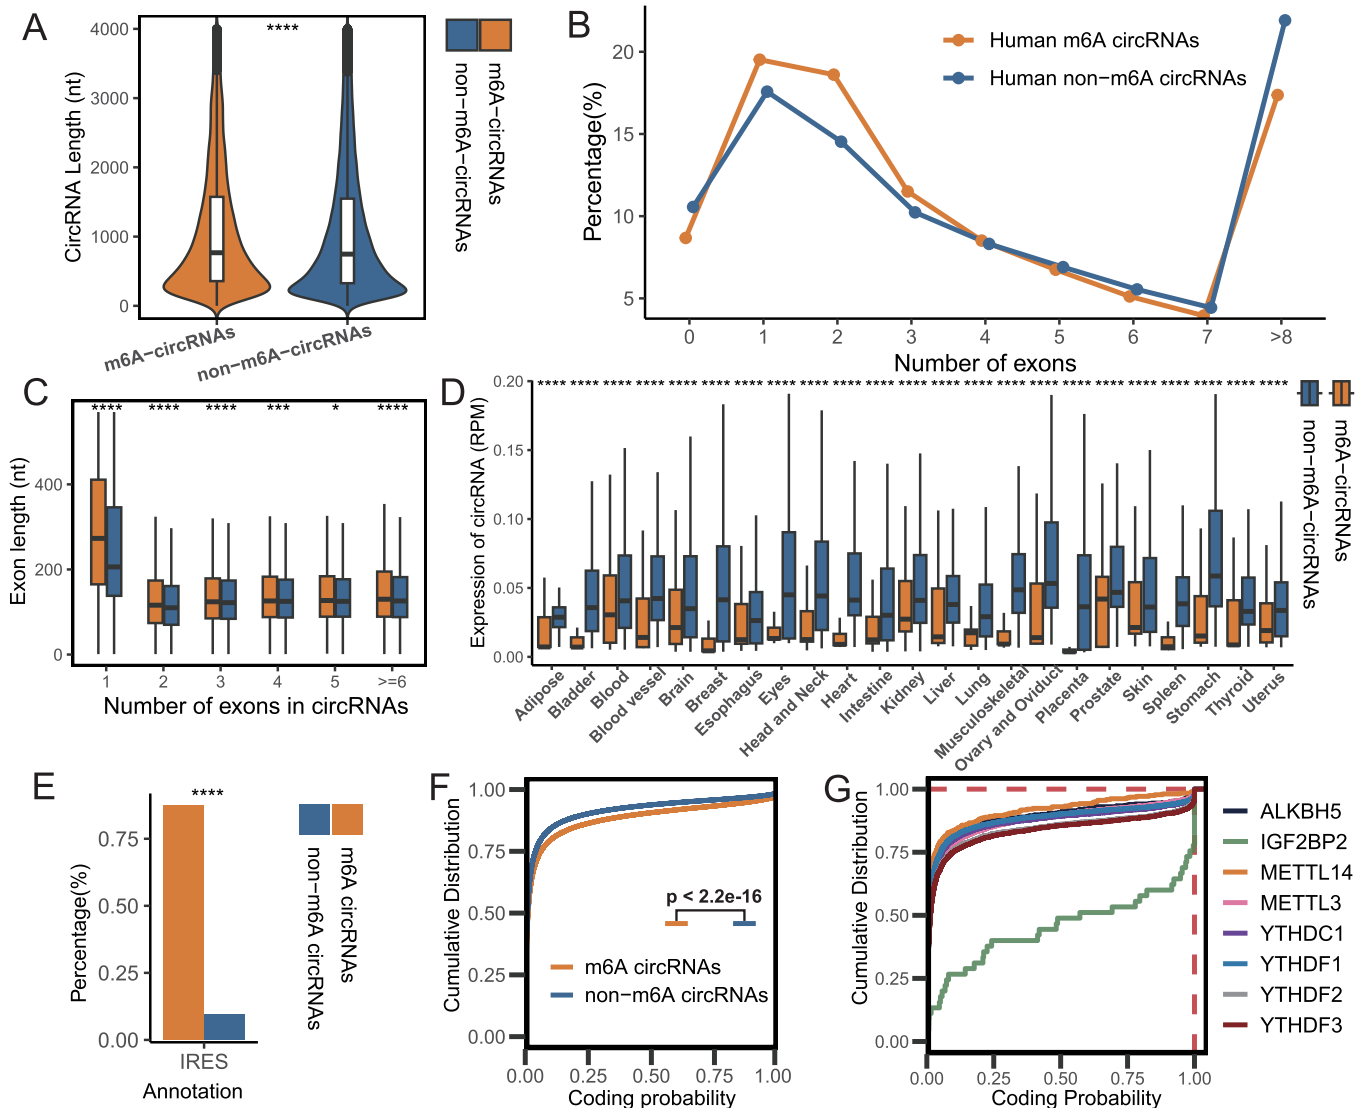 A
CircRNA Length (nt)
4000
3000
2000
1000
0
****
m6A−circRNAs
non−m6A−circRNAs
non−m6A−circRNAs
m6A−circRNAs
B
Percentage(%)
20
15
10
5
Human m6A circRNAs
Human non−m6A circRNAs
0 1 2 3 4 5 6 7 >8
Number of exons
C
Exon length (nt)
400
200
0
**** **** **** *** * ****
1 2 3 4 5 >=6
Number of exons in circRNAs
D
Expression of circRNA (RPM)
0.20
0.15
0.10
0.05
0.00
**** **** **** **** **** **** **** **** **** **** **** **** **** **** **** **** **** **** **** **** **** **** ****
Adipose
Bladder
Blood
Blood vessel
Brain
Breast
Esophagus
Eyes
Head and Neck
Heart
Intestine
Kidney
Liver
Lung
Musculoskeletal
Ovary and Oviduct
Placenta
Prostate
Skin
Spleen
Stomach
Thyroid
Uterus
non−m6A−circRNAs
m6A−circRNAs
E
Percentage(%)
0.75
0.50
0.25
0.00
****
IRES
Annotation
non−m6A circRNAs
m6A circRNAs
F
Cumulative Distribution
1.00
0.75
0.50
0.25
0.00
p < 2.2e-16
m6A circRNAs
non−m6A circRNAs
0.00 0.25 0.50 0.75 1.00
Coding probability
G
Cumulative Distribution
1.00
0.75
0.50
0.25
0.00
0.00 0.25 0.50 0.75 1.00
Coding Probability
ALKBH5
IGF2BP2
METTL14
METTL3
YTHDC1
YTHDF1
YTHDF2
YTHDF3